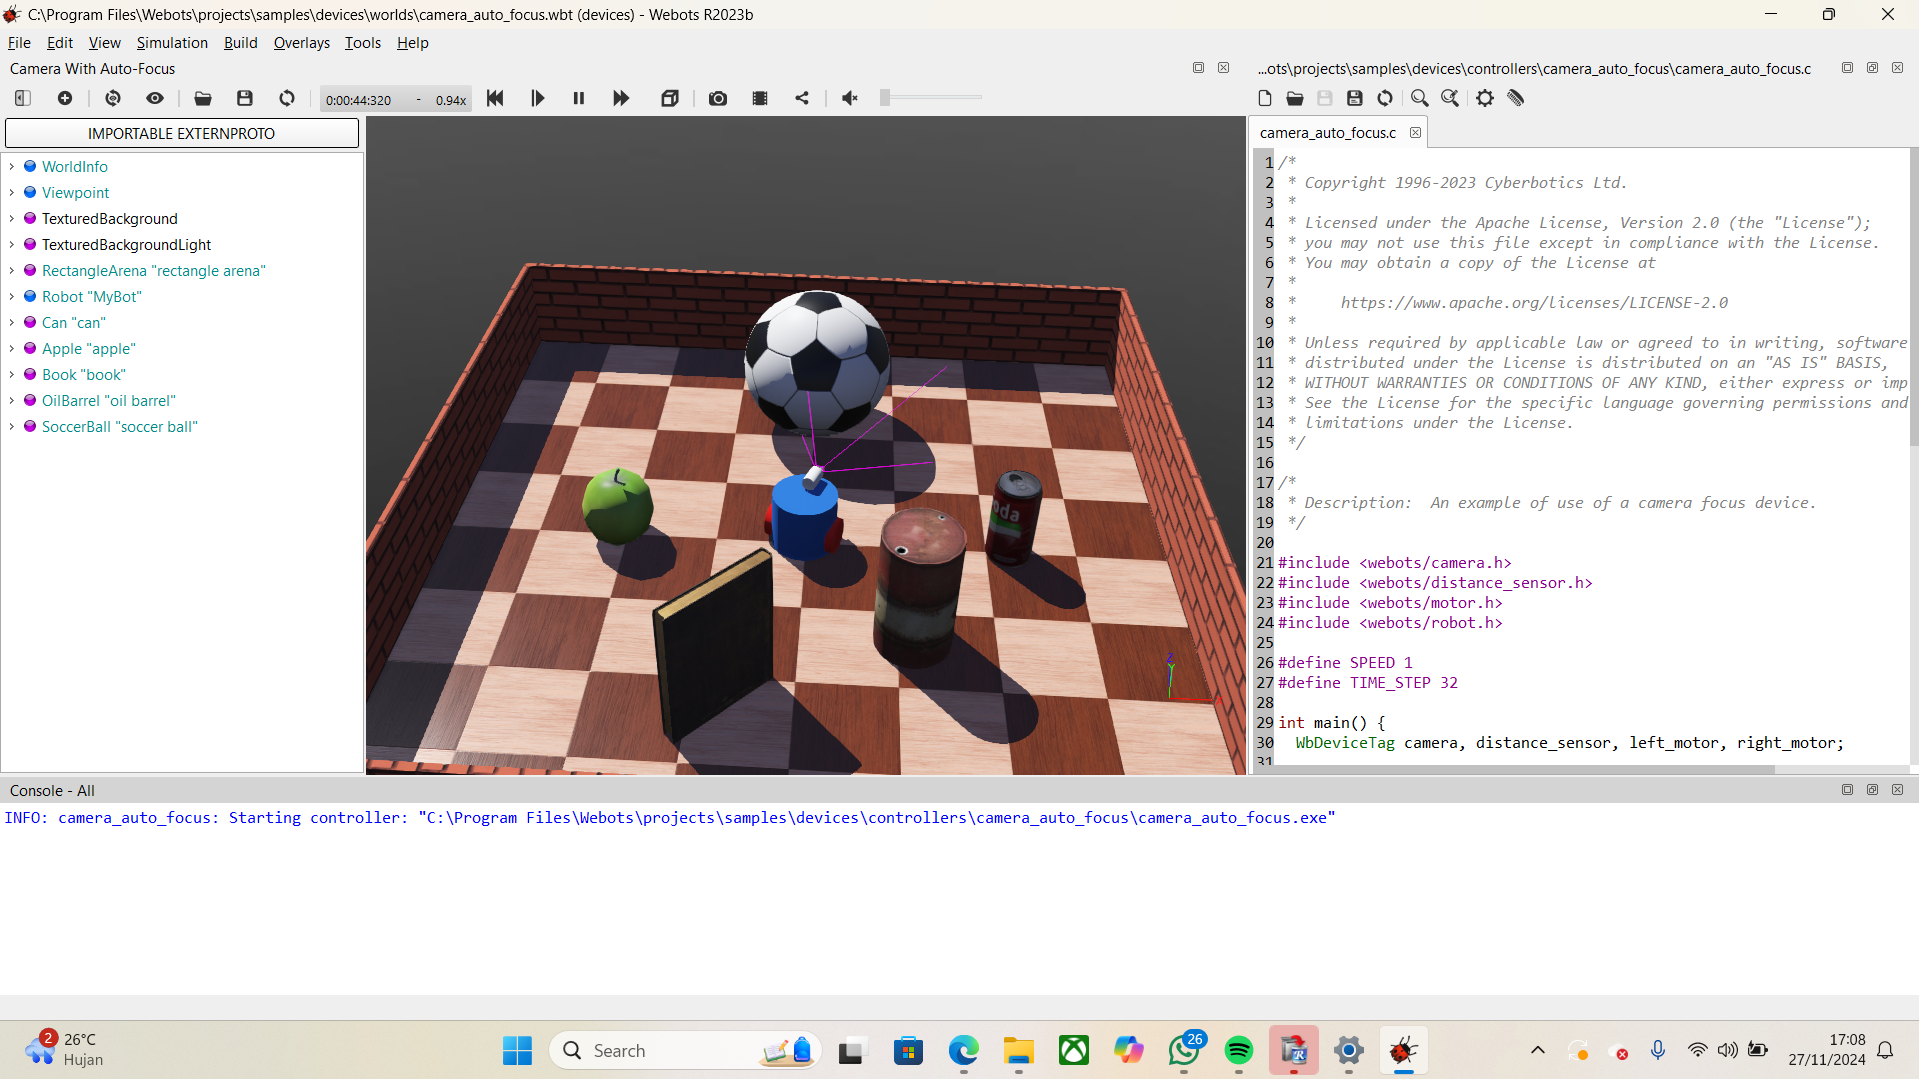 C:\Program Files\Webots\projects\samples\devices\worlds\camera_auto_focus.wbt (devices) - Webots R2023b
File Edit View Simulation Build Overlays Tools Help
Camera With Auto-Focus
0:00:44:320 - 0.94x
IMPORTABLE EXTERNPROTO
WorldInfo
Viewpoint
TexturedBackground
TexturedBackgroundLight
RectangleArena "rectangle arena"
Robot "MyBot"
Can "can"
Apple "apple"
Book "book"
OilBarrel "oil barrel"
SoccerBall "soccer ball"
oda
Z
Y
...ots\projects\samples\devices\controllers\camera_auto_focus\camera_auto_focus.c
camera_auto_focus.c
1 /*
2 * Copyright 1996-2023 Cyberbotics Ltd.
3 *
4 * Licensed under the Apache License, Version 2.0 (the "License");
5 * you may not use this file except in compliance with the License.
6 * You may obtain a copy of the License at
7 *
8 * https://www.apache.org/licenses/LICENSE-2.0
9 *
10 * Unless required by applicable law or agreed to in writing, software
11 * distributed under the License is distributed on an "AS IS" BASIS,
12 * WITHOUT WARRANTIES OR CONDITIONS OF ANY KIND, either express or imp
13 * See the License for the specific language governing permissions and
14 * limitations under the License.
15 */
16
17 /*
18 * Description: An example of use of a camera focus device.
19 */
20
21 #include <webots/camera.h>
22 #include <webots/distance_sensor.h>
23 #include <webots/motor.h>
24 #include <webots/robot.h>
25
26 #define SPEED 1
27 #define TIME_STEP 32
28
29 int main() {
30 WbDeviceTag camera, distance_sensor, left_motor, right_motor;
31
Console - All
INFO: camera_auto_focus: Starting controller: "C:\Program Files\Webots\projects\samples\devices\controllers\camera_auto_focus\camera_auto_focus.exe"
2
26°C
Hujan
Search
26
17:08
27/11/2024